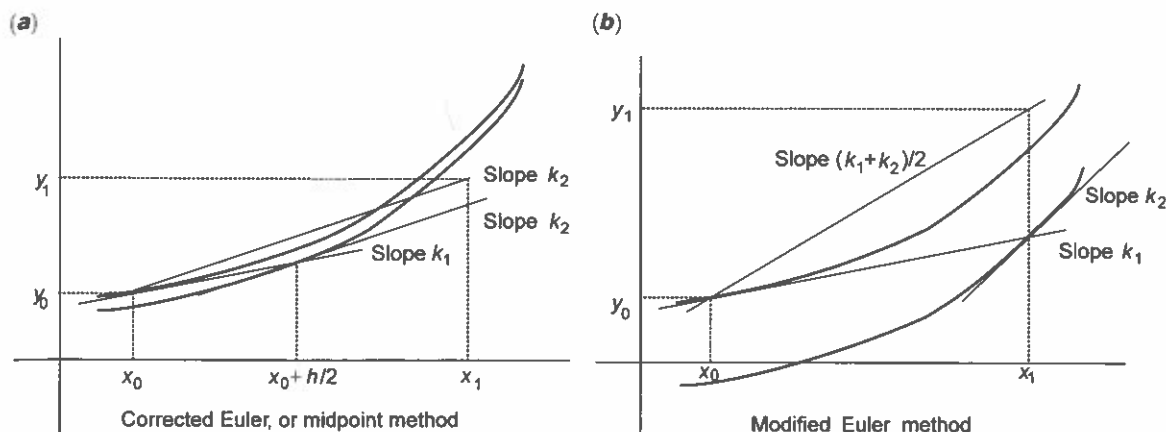 (a)
y₁
y₀
Slope k₂
Slope k₂
Slope k₁
x₀
x₀ + h/2
x₁
Corrected Euler, or midpoint method
(b)
y₁
y₀
Slope (k₁+k₂)/2
Slope k₂
Slope k₁
x₀
x₁
Modified Euler method